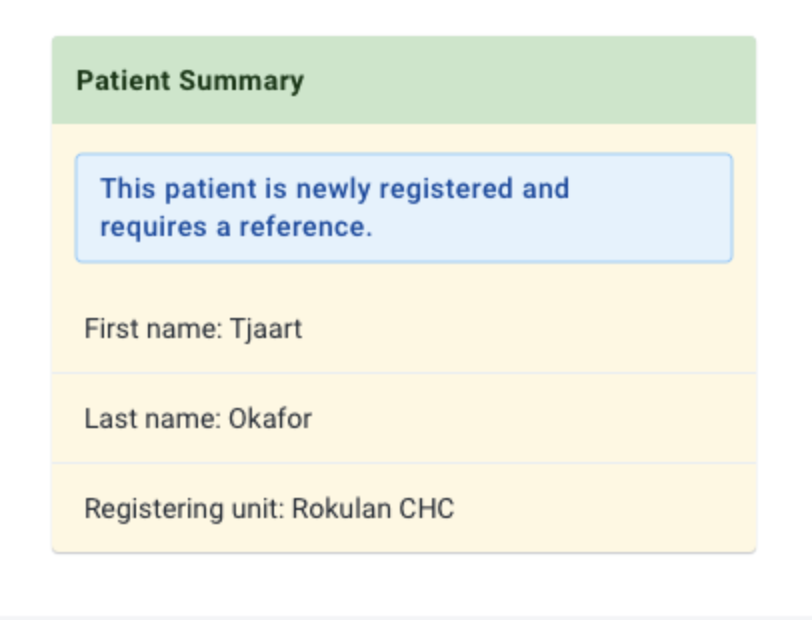 Patient Summary
This patient is newly registered and
requires a reference.
First name: Tjaart
Last name: Okafor
Registering unit: Rokulan CHC